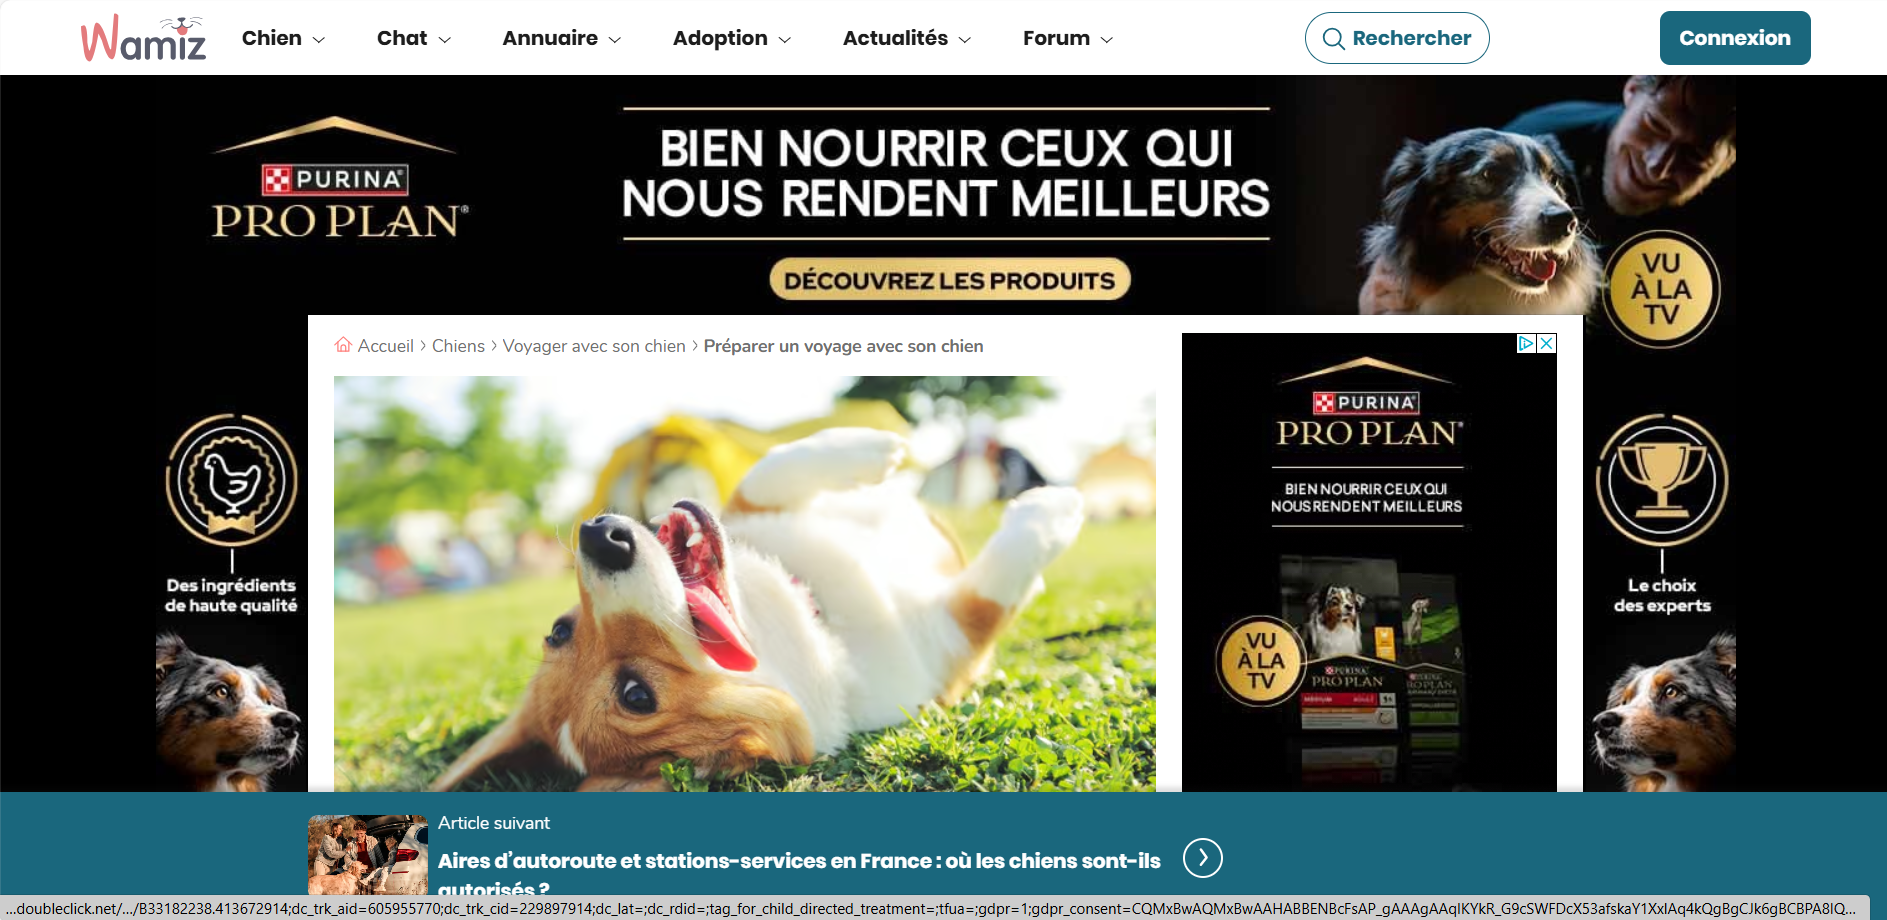 Wamiz
Chien
Chat
Annuaire
Adoption
Actualités
Forum
Rechercher
Connexion
PURINA
PRO PLAN®
BIEN NOURRIR CEUX QUI
NOUS RENDENT MEILLEURS
DÉCOUVREZ LES PRODUITS
VU
À LA
TV
Accueil > Chiens > Voyager avec son chien > Préparer un voyage avec son chien
Des ingrédients
de haute qualité
PURINA
PRO PLAN
BIEN NOURRIR CEUX QUI
NOUS RENDENT MEILLEURS
VU
À LA
TV
PURINA
PRO PLAN
MEDIUM ADULT 1+
Le choix
des experts
Article suivant
Aires d’autoroute et stations-services en France : où les chiens sont-ils
autorisés ?
...doubleclick.net/.../B33182238.413672914;dc_trk_aid=605955770;dc_trk_cid=229897914;dc_lat=;dc_rdid=;tag_for_child_directed_treatment=;tfua=;gdpr=1;gdpr_consent=CQMxBwAQMxBwAAHABBENBcFsAP_gAAAgAAqIKYkR_G9cSWFDcX53afskaY1XxIAq4kQgBgCJk6gBCBPA8IQ...